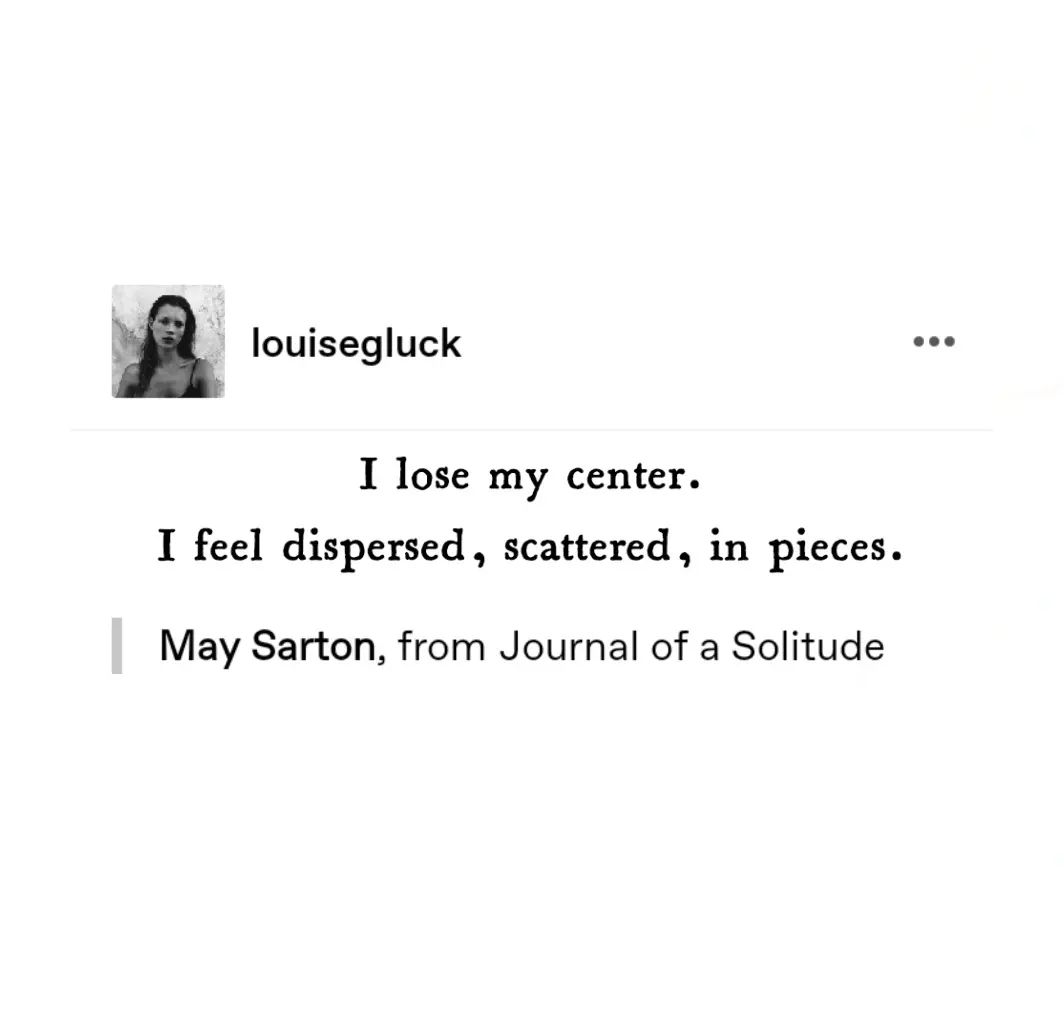 louisegluck
I lose my center.
I feel dispersed, scattered, in pieces.
May Sarton, from Journal of a Solitude